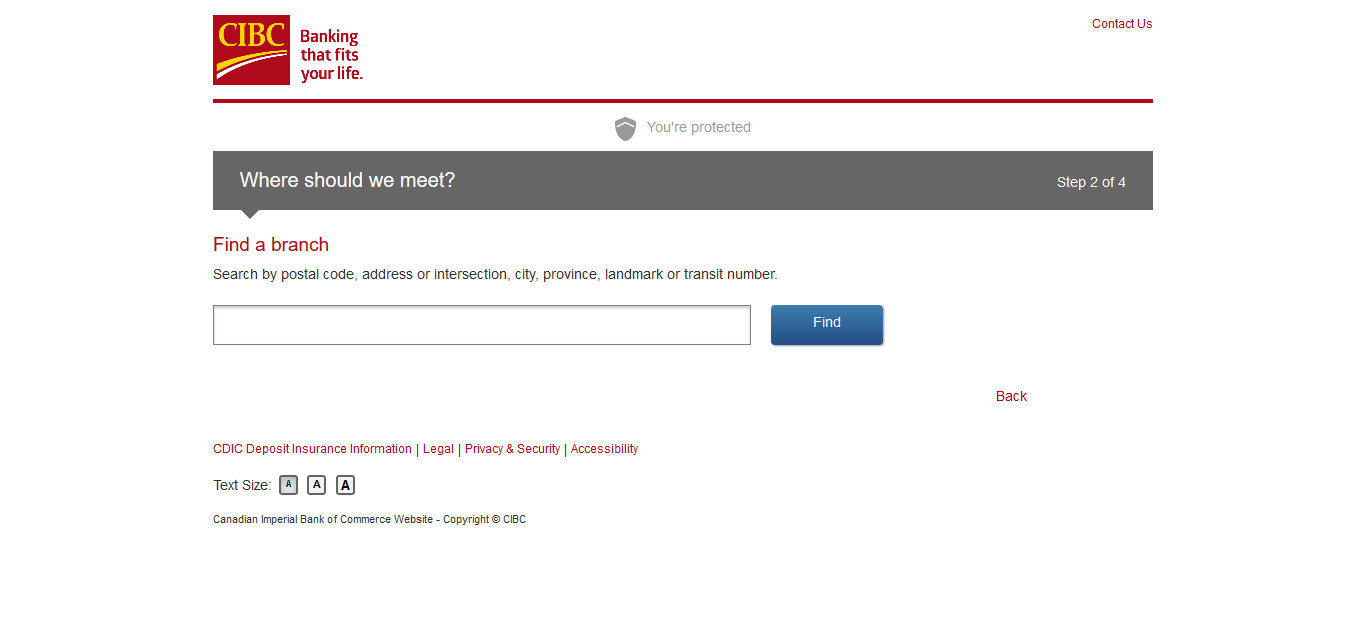 CIBC
Banking
that fits
your life.
Contact Us
You're protected
Where should we meet?
Step 2 of 4
Find a branch
Search by postal code, address or intersection, city, province, landmark or transit number.
Find
Back
CDIC Deposit Insurance Information | Legal | Privacy & Security | Accessibility
Text Size: A A A
Canadian Imperial Bank of Commerce Website - Copyright © CIBC